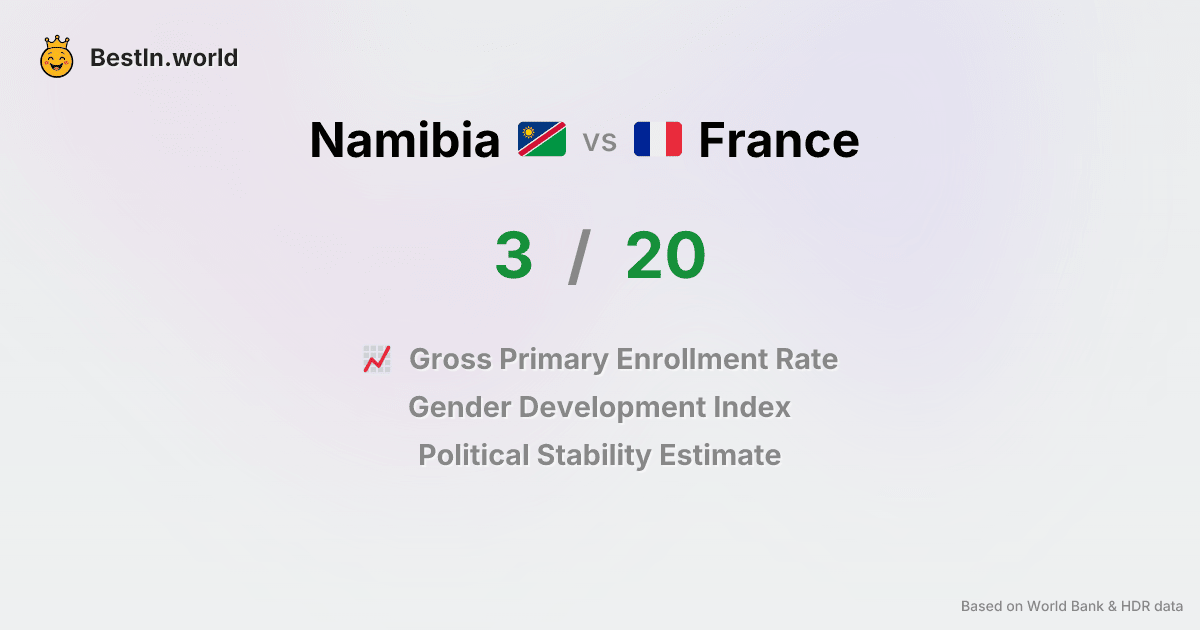 BestIn.world
Namibia vs France
3 / 20
Gross Primary Enrollment Rate
Gender Development Index
Political Stability Estimate
Based on World Bank & HDR data